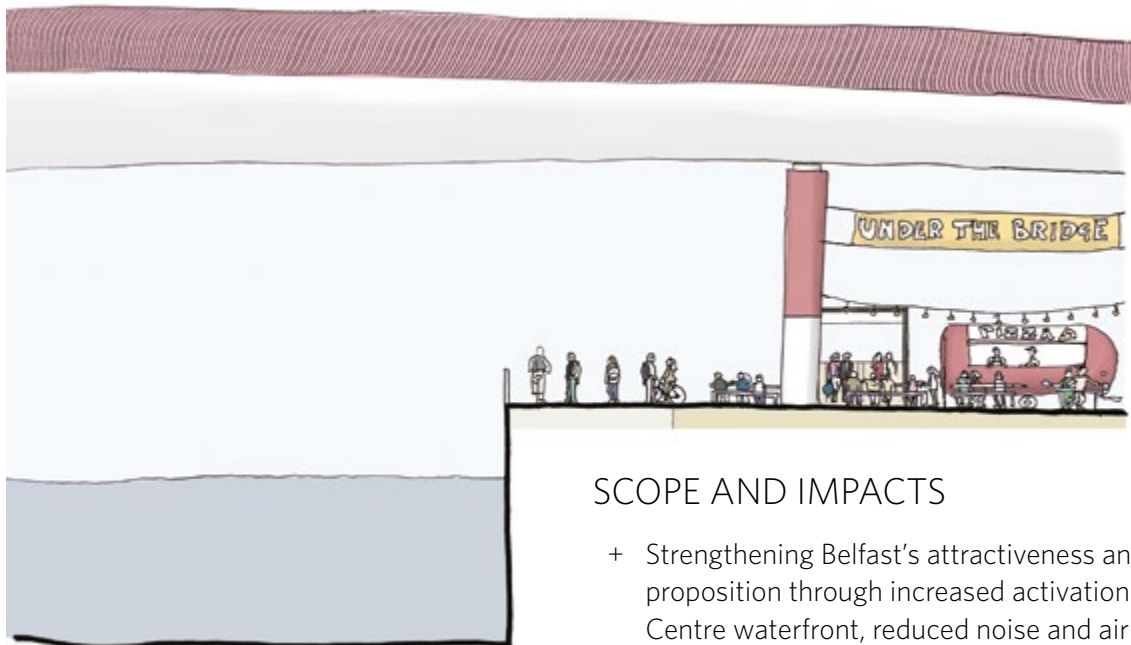 UNDER THE BRIDGE
PIZZA
SCOPE AND IMPACTS
+ Strengthening Belfast’s attractiveness an
proposition through increased activation
Centre waterfront, reduced noise and air